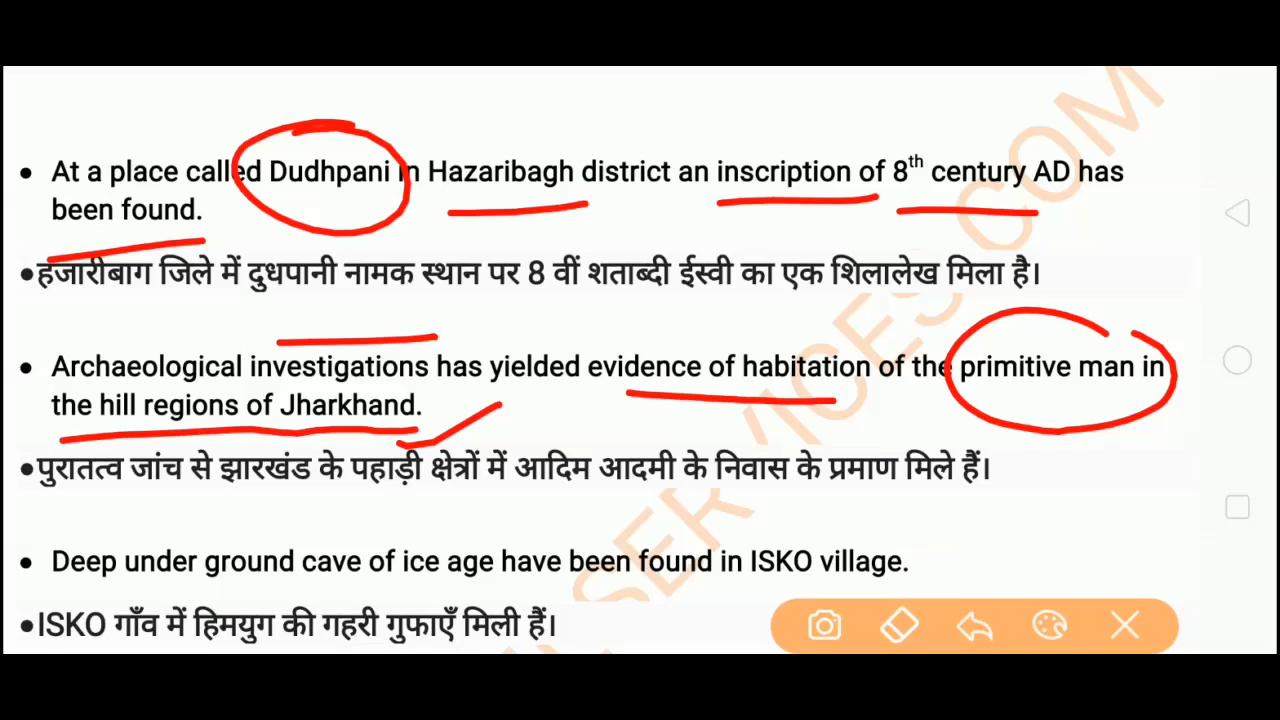 • At a place called Dudhpani in Hazaribagh district an inscription of 8th century AD has
been found.
•हजारीबाग जिले में दुधपानी नामक स्थान पर 8 वीं शताब्दी ईस्वी का एक शिलालेख मिला है।
• Archaeological investigations has yielded evidence of habitation of the primitive man in
the hill regions of Jharkhand.
•पुरातत्व जांच से झारखंड के पहाड़ी क्षेत्रों में आदिम आदमी के निवास के प्रमाण मिले हैं।
• Deep under ground cave of ice age have been found in ISKO village.
•ISKO गाँव में हिमयुग की गहरी गुफाएँ मिली हैं।